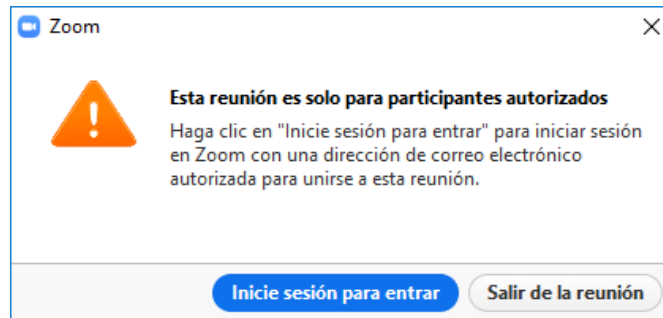 Zoom
Esta reunión es solo para participantes autorizados
Haga clic en "Inicie sesión para entrar" para iniciar sesión
en Zoom con una dirección de correo electrónico
autorizada para unirse a esta reunión.
Inicie sesión para entrar
Salir de la reunión